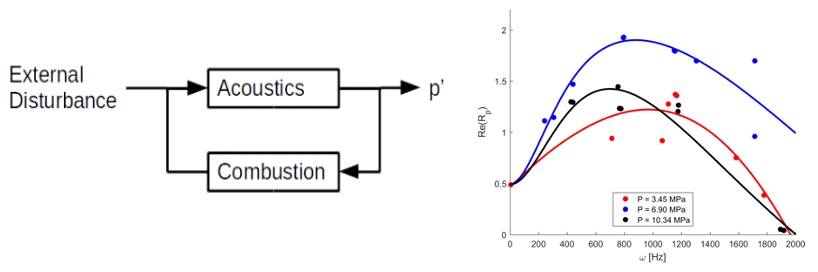 External
Disturbance
Acoustics
p'
Combustion
Re(Rp)
2
1.5
1
0.5
0
0
200
400
600
800
1000
1200
1400
1600
1800
2000
ω [Hz]
P = 3.45 MPa
P = 6.90 MPa
P = 10.34 MPa